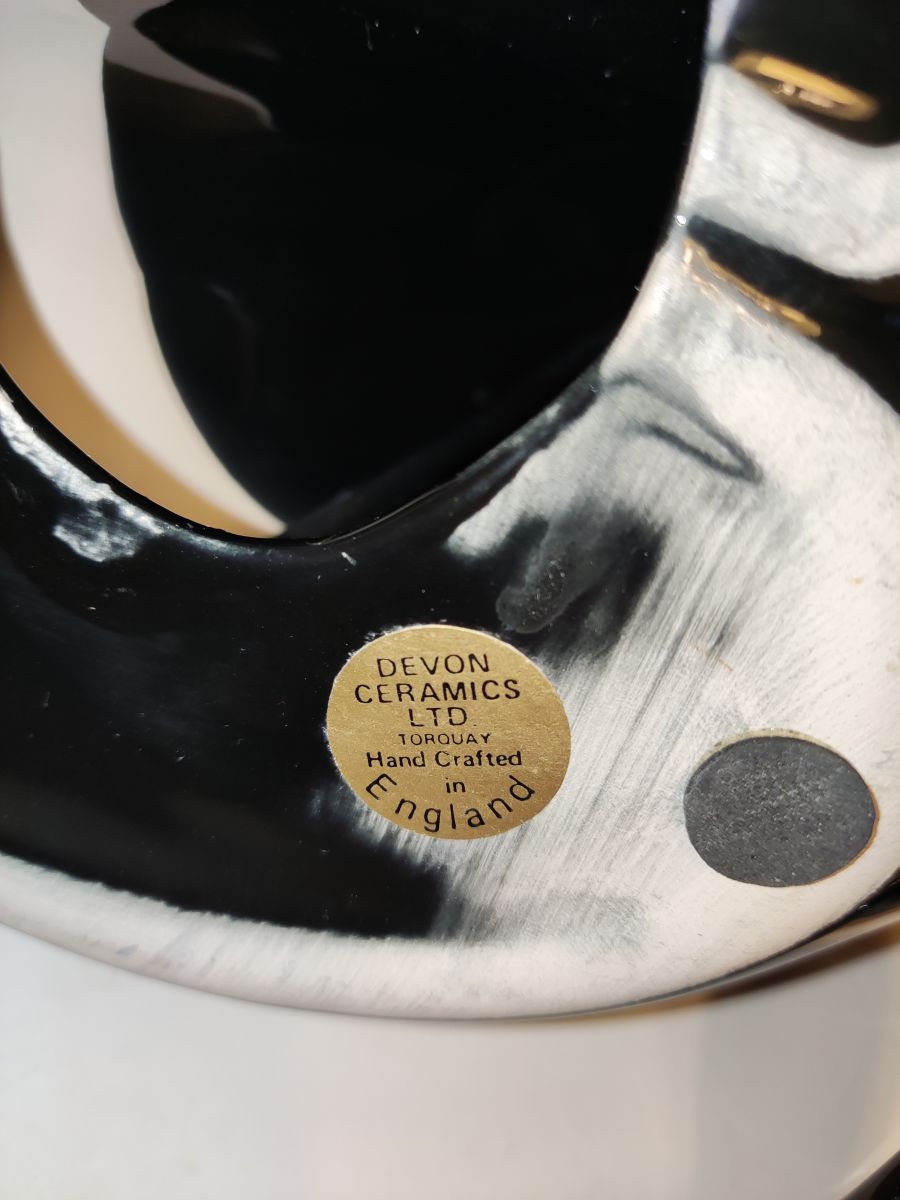 DEVON
CERAMICS
LTD.
TORQUAY
Hand Crafted
in
England